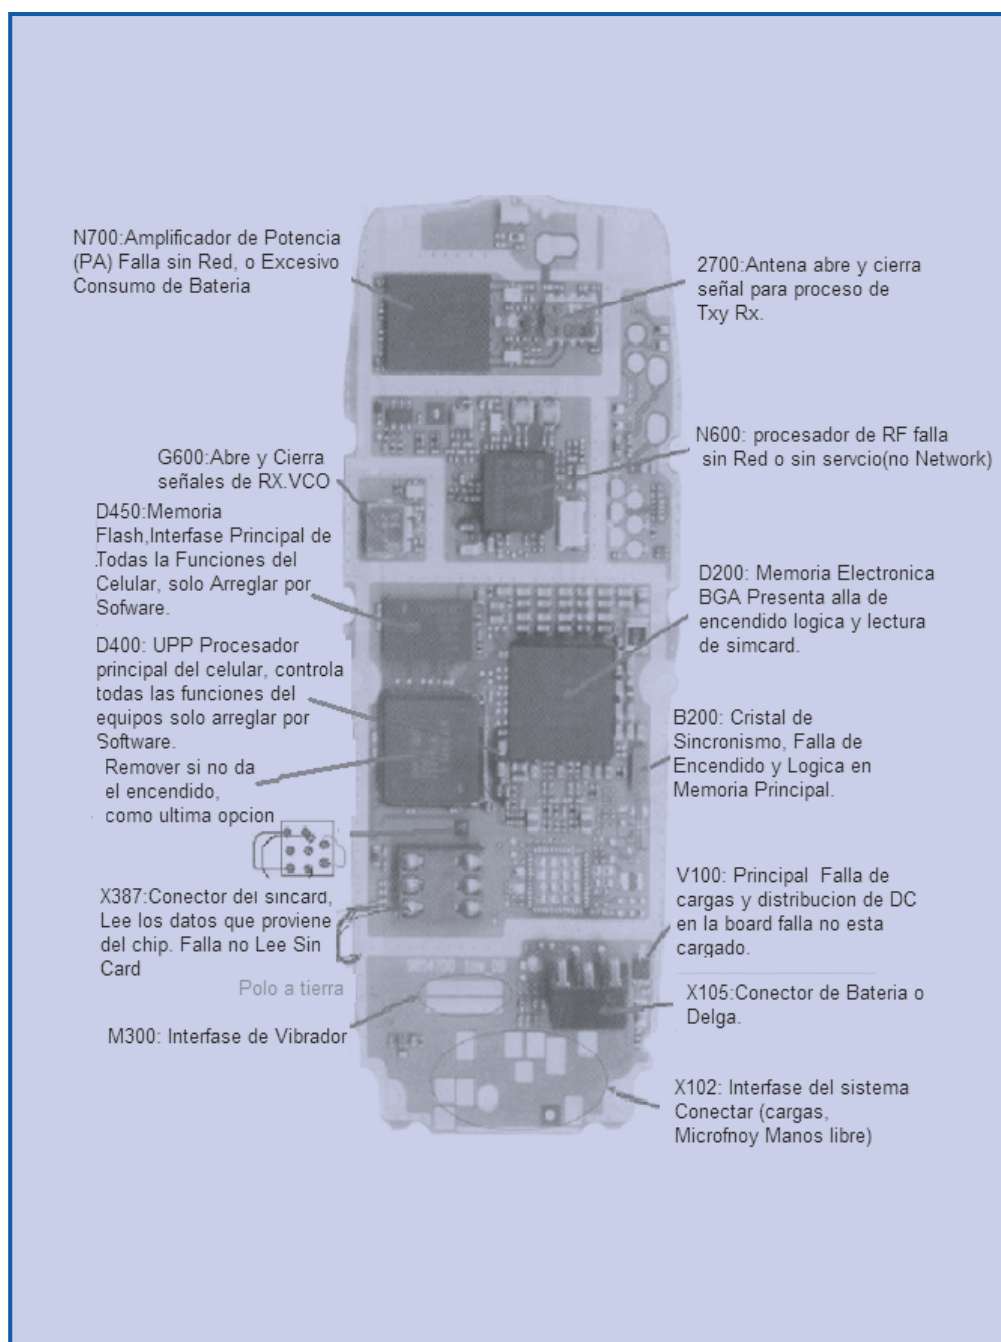 N700:Amplificador de Potencia
(PA) Falla sin Red, o Excesivo
Consumo de Bateria
2700:Antena abre y cierra
señal para proceso de
Txy Rx.
G600:Abre y Cierra
señales de RX.VCO
N600: procesador de RF falla
sin Red o sin servcio(no Network)
D450:Memoria
Flash,Interfase Principal de
Todas la Funciones del
Celular, solo Arreglar por
Sofware.
D200: Memoria Electronica
BGA Presenta alla de
encendido logica y lectura
de simcard.
D400: UPP Procesador
principal del celular, controla
todas las funciones del
equipos solo arreglar por
Software.
Remover si no da
el encendido,
como ultima opcion
B200: Cristal de
Sincronismo, Falla de
Encendido y Logica en
Memoria Principal.
X387:Conector del sincard,
Lee los datos que proviene
del chip. Falla no Lee Sin
Card
Polo a tierra
V100: Principal Falla de
cargas y distribucion de DC
en la board falla no esta
cargado.
M300: Interfase de Vibrador
X105:Conector de Bateria o
Delga.
X102: Interfase del sistema
Conectar (cargas,
Microfnoy Manos libre)